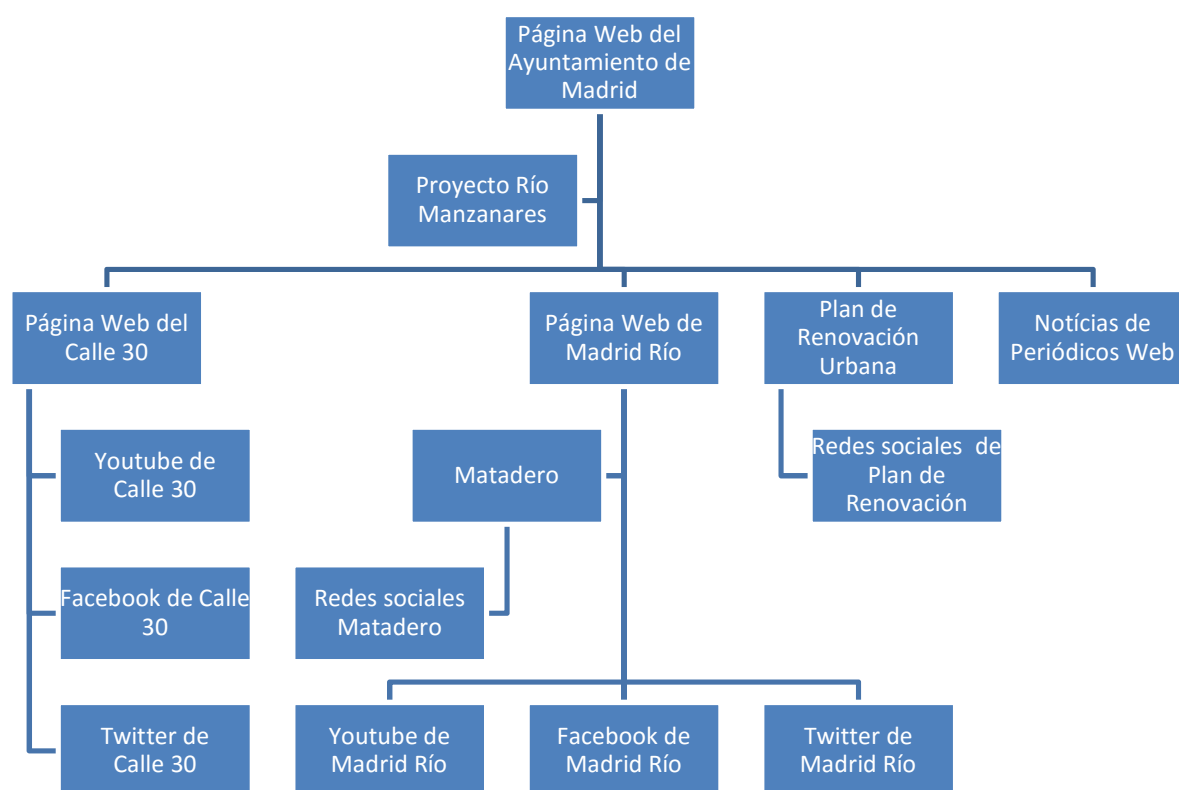 Página Web del
Ayuntamiento de
Madrid
Proyecto Río
Manzanares
Página Web del
Calle 30
Página Web de
Madrid Río
Plan de
Renovación
Urbana
Notícias de
Periódicos Web
Youtube de
Calle 30
Matadero
Redes sociales de
Plan de
Renovación
Facebook de Calle
30
Redes sociales
Matadero
Twitter de
Calle 30
Youtube de
Madrid Río
Facebook de
Madrid Río
Twitter de
Madrid Río